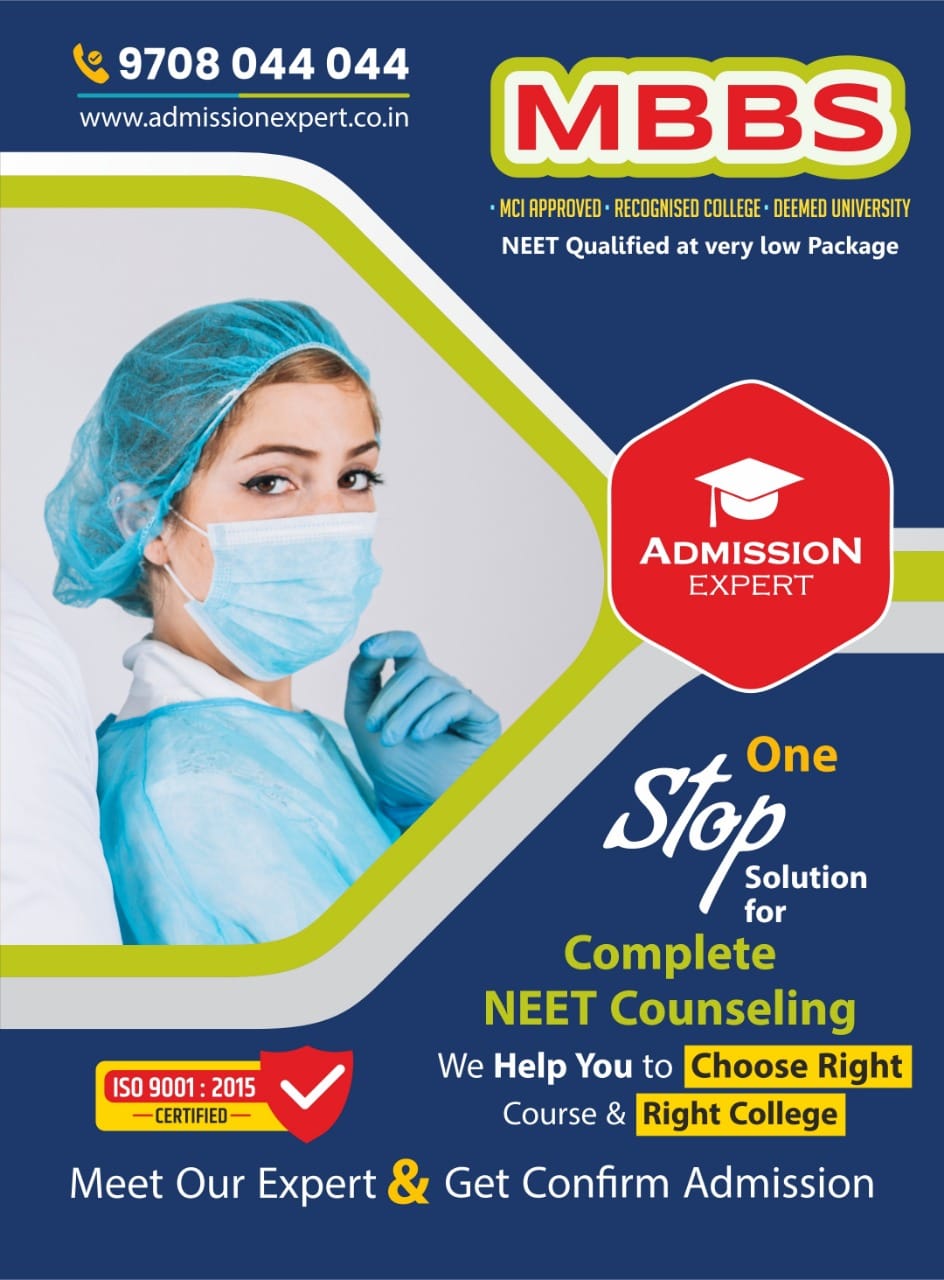 9708 044 044
www.admissionexpert.co.in
MBBS
• MCI APPROVED • RECOGNISED COLLEGE • DEEMED UNIVERSITY
NEET Qualified at very low Package
ADMISSION
EXPERT
One
Stop
Solution
for
Complete
NEET Counseling
We Help You to Choose Right
Course & Right College
ISO 9001 : 2015
CERTIFIED
Meet Our Expert & Get Confirm Admission